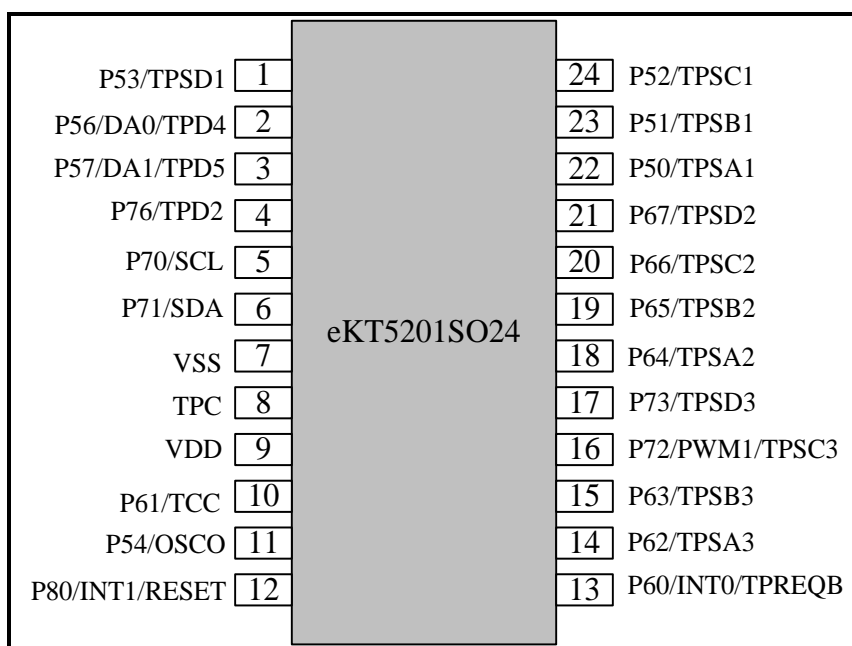 P53/TPSD1 1
P56/DA0/TPD4 2
P57/DA1/TPD5 3
P76/TPD2 4
P70/SCL 5
P71/SDA 6
VSS 7
TPC 8
VDD 9
P61/TCC 10
P54/OSCO 11
P80/INT1/RESET 12
eKT5201SO24
24 P52/TPSC1
23 P51/TPSB1
22 P50/TPSA1
21 P67/TPSD2
20 P66/TPSC2
19 P65/TPSB2
18 P64/TPSA2
17 P73/TPSD3
16 P72/PWM1/TPSC3
15 P63/TPSB3
14 P62/TPSA3
13 P60/INT0/TPREQB